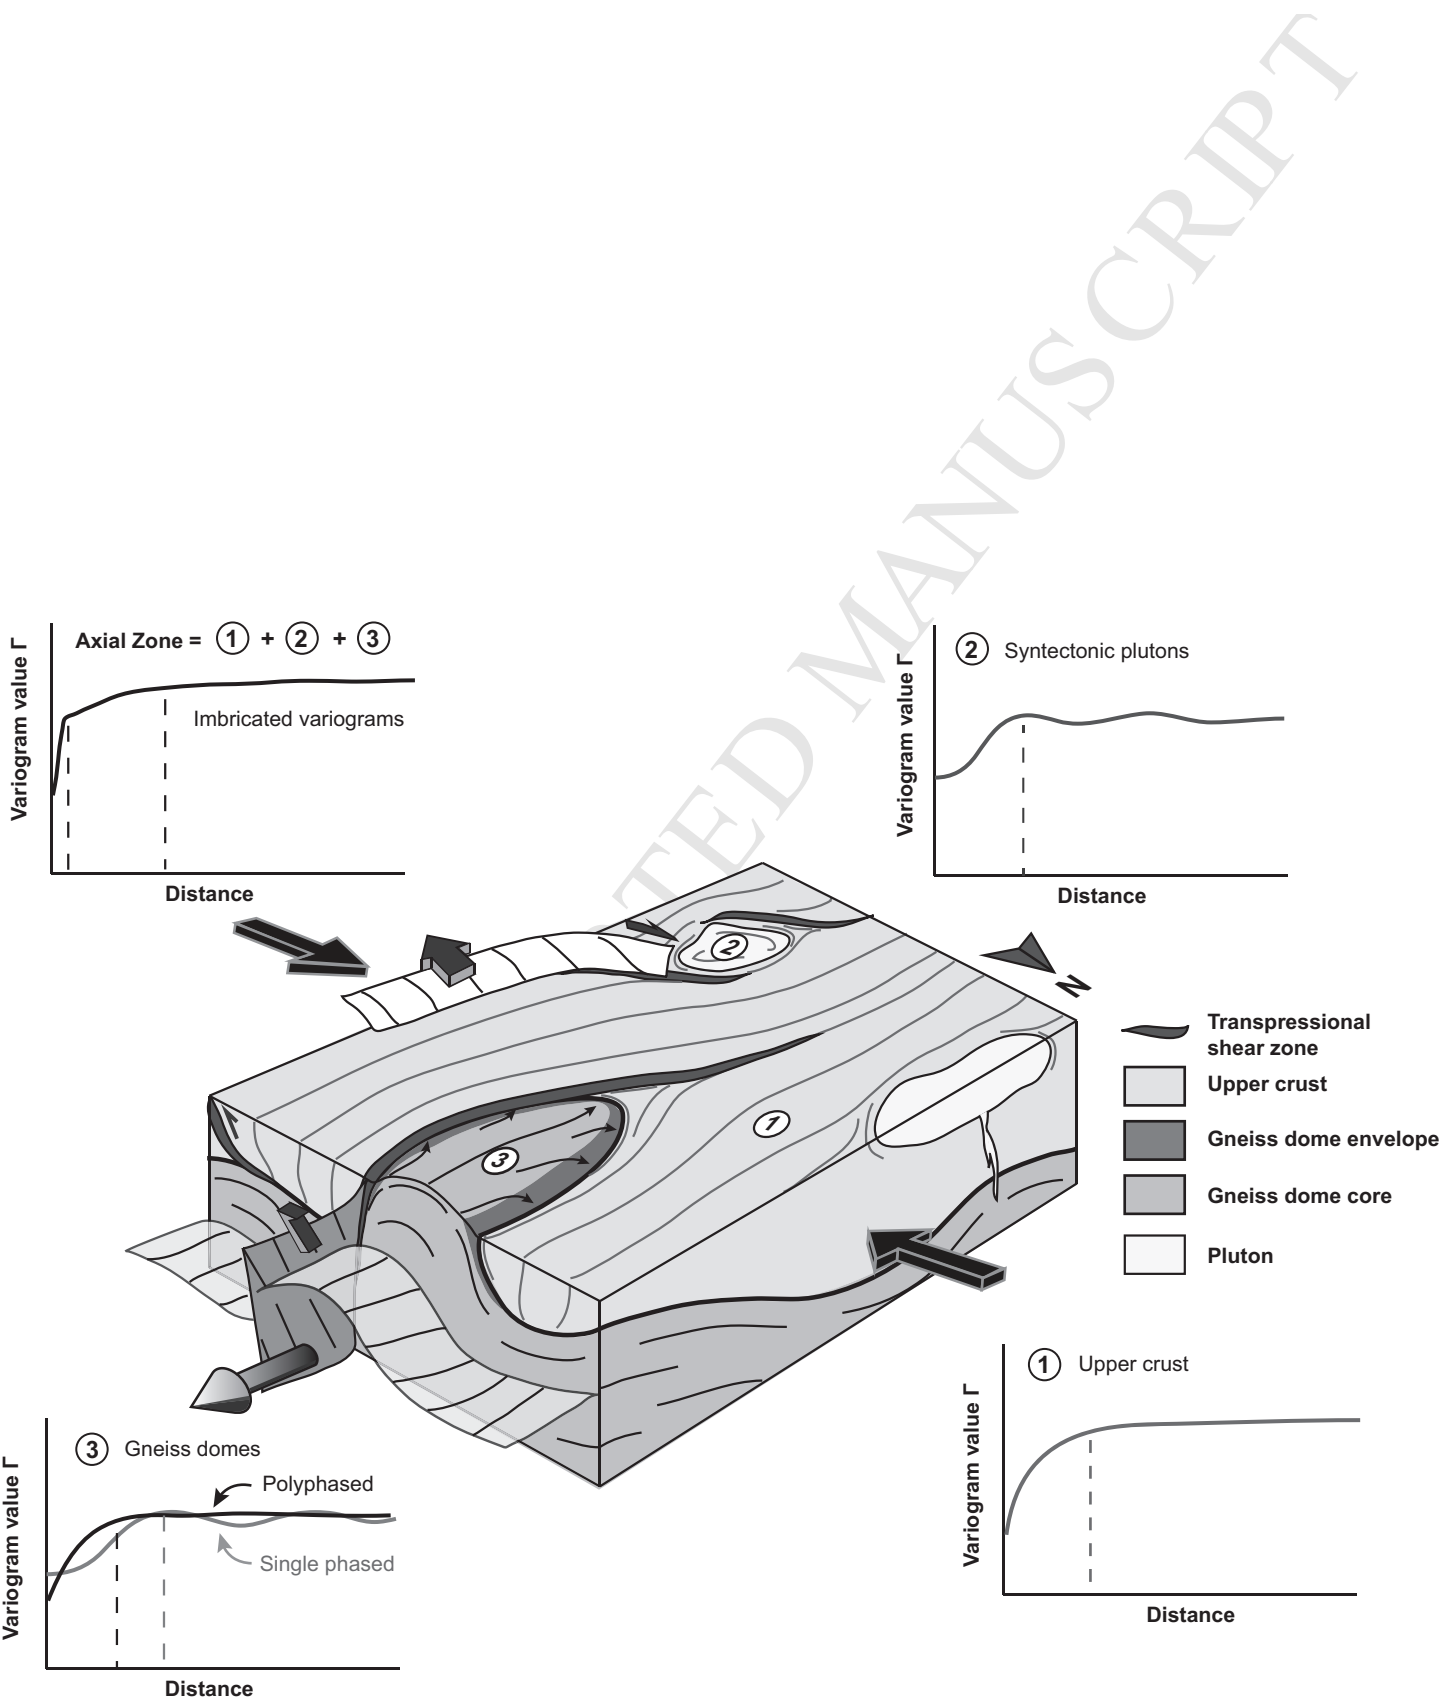 TED MANUSCRIPT
Axial Zone = 1 + 2 + 3
Imbricated variograms
Variogram value Γ
Distance
2 Syntectonic plutons
Variogram value Γ
Distance
2
N
1
3
Transpressional
shear zone
Upper crust
Gneiss dome envelope
Gneiss dome core
Pluton
1 Upper crust
Variogram value Γ
Distance
3 Gneiss domes
Polyphased
Single phased
Variogram value Γ
Distance